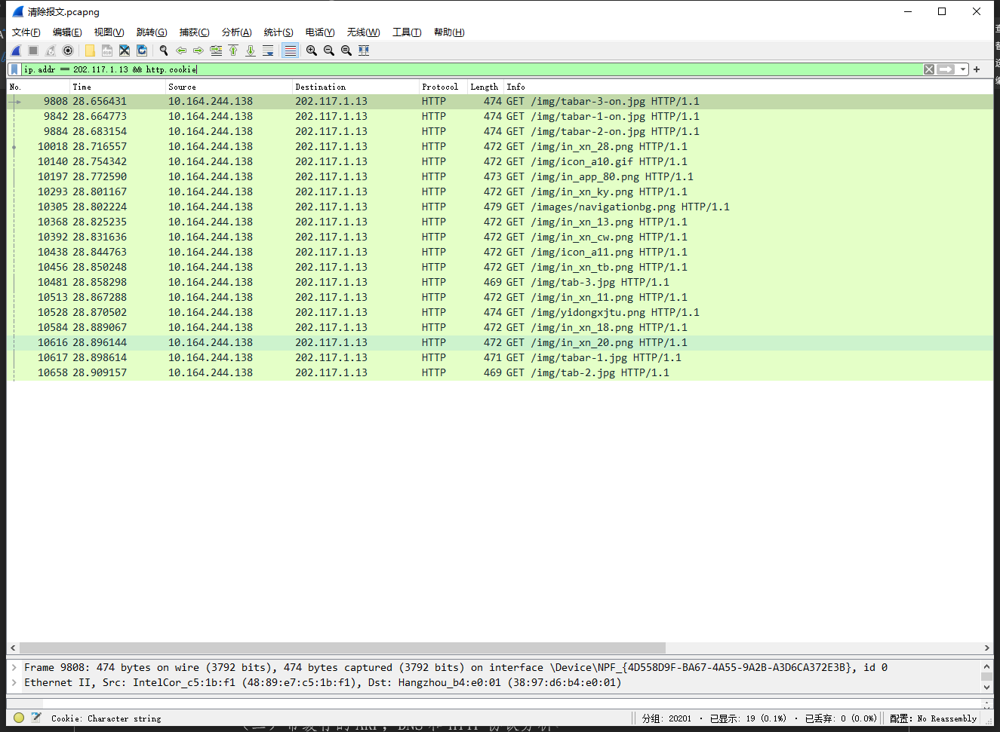 清除报文.pcapng
文件(F) 编辑(E) 视图(V) 跳转(G) 捕获(C) 分析(A) 统计(S) 电话(Y) 无线(W) 工具(T) 帮助(H)
ip.addr == 202.117.1.13 && http.cookie
No. Time Source Destination Protocol Length Info
9808 28.656431 10.164.244.138 202.117.1.13 HTTP 474 GET /img/tabar-3-on.jpg HTTP/1.1
9842 28.664773 10.164.244.138 202.117.1.13 HTTP 474 GET /img/tabar-1-on.jpg HTTP/1.1
9884 28.683154 10.164.244.138 202.117.1.13 HTTP 474 GET /img/tabar-2-on.jpg HTTP/1.1
10018 28.716557 10.164.244.138 202.117.1.13 HTTP 472 GET /img/in_xn_28.png HTTP/1.1
10140 28.754342 10.164.244.138 202.117.1.13 HTTP 472 GET /img/icon_a10.gif HTTP/1.1
10197 28.772590 10.164.244.138 202.117.1.13 HTTP 473 GET /img/in_app_80.png HTTP/1.1
10293 28.801167 10.164.244.138 202.117.1.13 HTTP 472 GET /img/in_xn_ky.png HTTP/1.1
10305 28.802224 10.164.244.138 202.117.1.13 HTTP 479 GET /images/navigationbg.png HTTP/1.1
10368 28.825235 10.164.244.138 202.117.1.13 HTTP 472 GET /img/in_xn_13.png HTTP/1.1
10392 28.831636 10.164.244.138 202.117.1.13 HTTP 472 GET /img/in_xn_cw.png HTTP/1.1
10438 28.844763 10.164.244.138 202.117.1.13 HTTP 472 GET /img/icon_a11.png HTTP/1.1
10456 28.850248 10.164.244.138 202.117.1.13 HTTP 472 GET /img/in_xn_tb.png HTTP/1.1
10481 28.858298 10.164.244.138 202.117.1.13 HTTP 469 GET /img/tab-3.jpg HTTP/1.1
10513 28.867288 10.164.244.138 202.117.1.13 HTTP 472 GET /img/in_xn_11.png HTTP/1.1
10528 28.870502 10.164.244.138 202.117.1.13 HTTP 474 GET /img/yidongxjtu.png HTTP/1.1
10584 28.889067 10.164.244.138 202.117.1.13 HTTP 472 GET /img/in_xn_18.png HTTP/1.1
10616 28.896144 10.164.244.138 202.117.1.13 HTTP 472 GET /img/in_xn_20.png HTTP/1.1
10617 28.898614 10.164.244.138 202.117.1.13 HTTP 471 GET /img/tabar-1.jpg HTTP/1.1
10658 28.909157 10.164.244.138 202.117.1.13 HTTP 469 GET /img/tab-2.jpg HTTP/1.1
Frame 9808: 474 bytes on wire (3792 bits), 474 bytes captured (3792 bits) on interface \Device\NPF_{4D558D9F-BA67-4A55-9A2B-A3D6CA372E3B}, id 0
Ethernet II, Src: IntelCor_c5:1b:f1 (48:89:e7:c5:1b:f1), Dst: Hangzhou_b4:e0:01 (38:97:d6:b4:e0:01)
Cookie: Character string 分组: 20201 · 已显示: 19 (0.1%) · 已丢弃: 0 (0.0%) 配置: No Reassembly